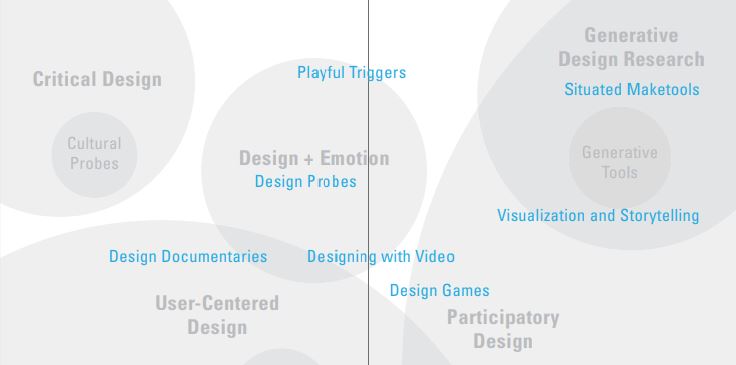 Generative
Design Research
Playful Triggers
Critical Design
Situated Maketools
Cultural
Probes
Generative
Tools
Design + Emotion
Design Probes
Visualization and Storytelling
Design Documentaries
Designing with Video
Design Games
User-Centered
Design
Participatory
Design